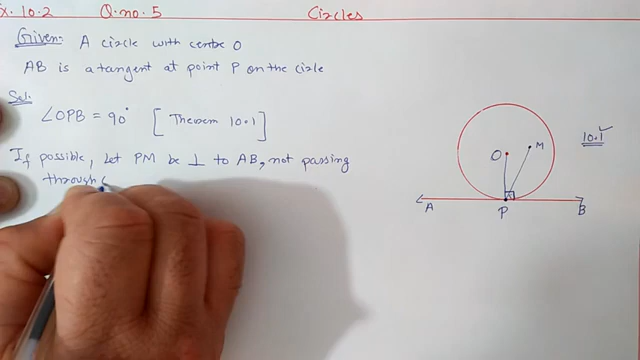 x. 10.2 Q.no. 5 Circles
Given: A circle with centre O
AB is a tangent at point P on the circle
Sol:
∠OPB = 90° [Theorem 10.1]
If possible, Let PM be ⊥ to AB, not passing
through
O M 10.1 ✓
A P B